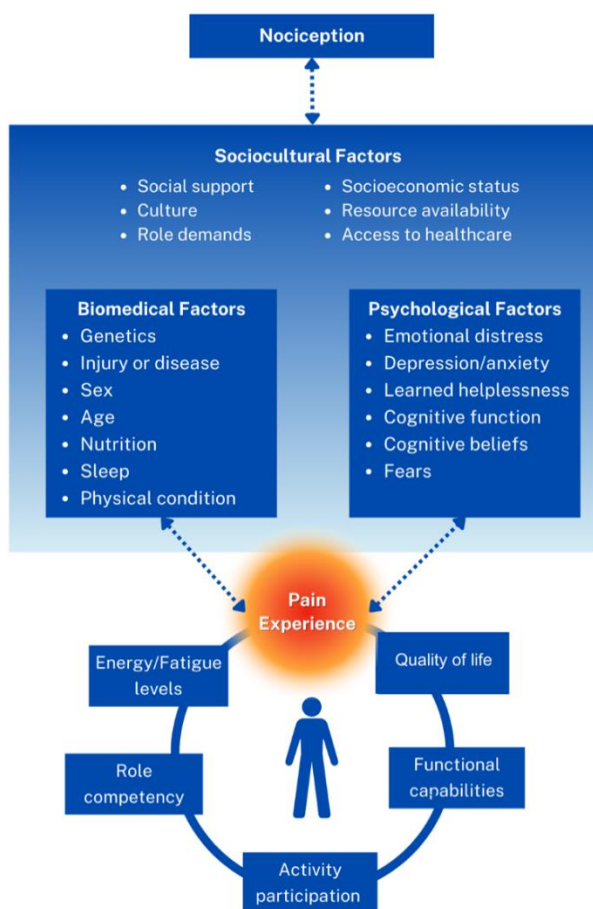 Nociception
Sociocultural Factors
• Social support
• Culture
• Role demands
• Socioeconomic status
• Resource availability
• Access to healthcare
Biomedical Factors
• Genetics
• Injury or disease
• Sex
• Age
• Nutrition
• Sleep
• Physical condition
Psychological Factors
• Emotional distress
• Depression/anxiety
• Learned helplessness
• Cognitive function
• Cognitive beliefs
• Fears
Pain
Experience
Energy/Fatigue
levels
Quality of life
Role
competency
Functional
capabilities
Activity
participation